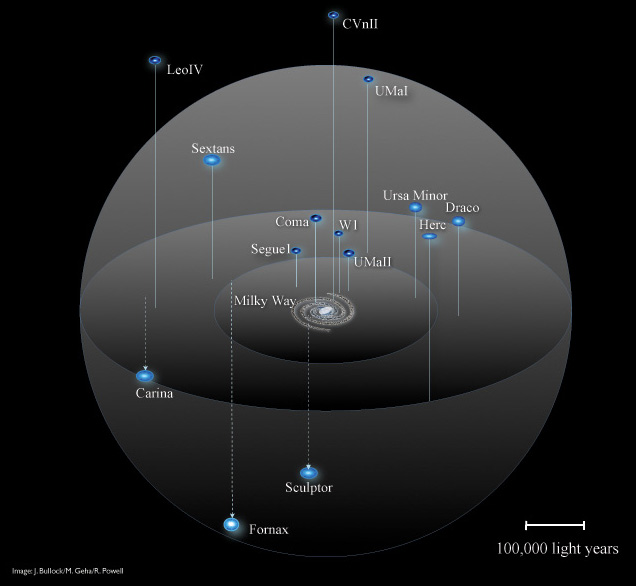 CVnII
LeoIV
UMaI
Sextans
Ursa Minor
Draco
Coma
W1
Herc
Segue1
UMaII
Milky Way
Carina
Sculptor
Fornax
100,000 light years
Image: J. Bullock/M. Geha/R. Powell